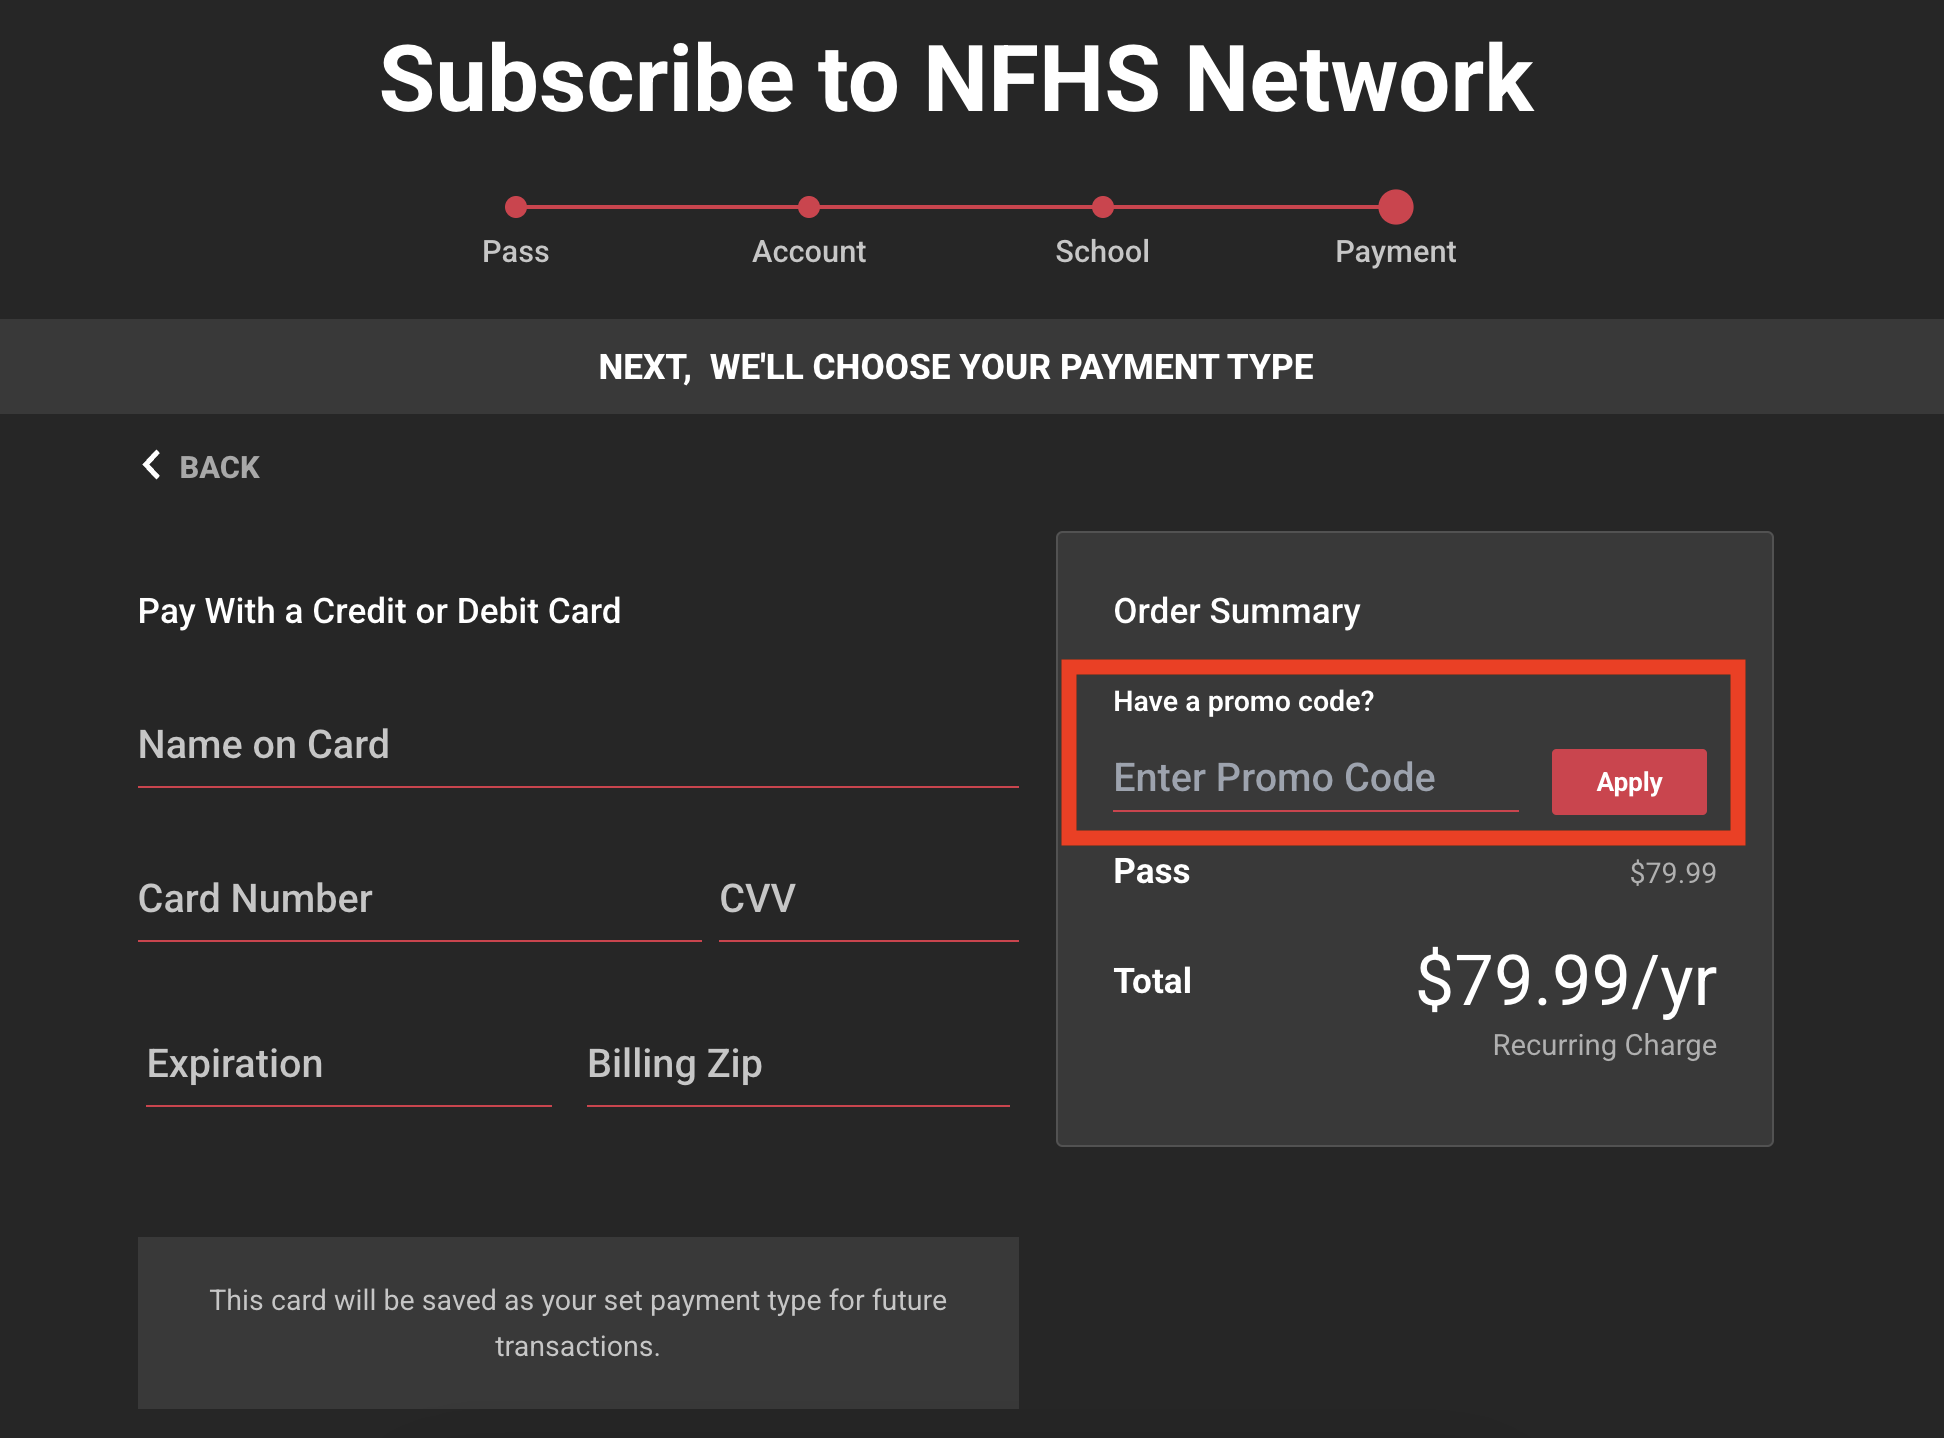 Subscribe to NFHS Network
Pass
Account
School
Payment
NEXT,  WE'LL CHOOSE YOUR PAYMENT TYPE
BACK
Pay With a Credit or Debit Card
Name on Card
Card Number
CVV
Expiration
Billing Zip
This card will be saved as your set payment type for future
transactions.
Order Summary
Have a promo code?
Enter Promo Code
Apply
Pass
$79.99
Total
$79.99/yr
Recurring Charge